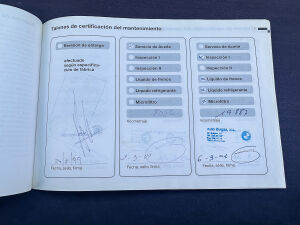 Talones de certificación del mantenimiento
Revisión de entrega
efectuada
según especifica-
ción de fábrica
Fecha, sello, firma
Servicio de Aceite
Inspección I
Inspección II
Líquido de frenos
Líquido refrigerante
Microfiltro
Kilometraje
Fecha, sello, firma
Servicio de Aceite
Inspección I
Inspección II
Líquido de frenos
Líquido refrigerante
Microfiltro
Kilometraje
Fecha, sello, firma